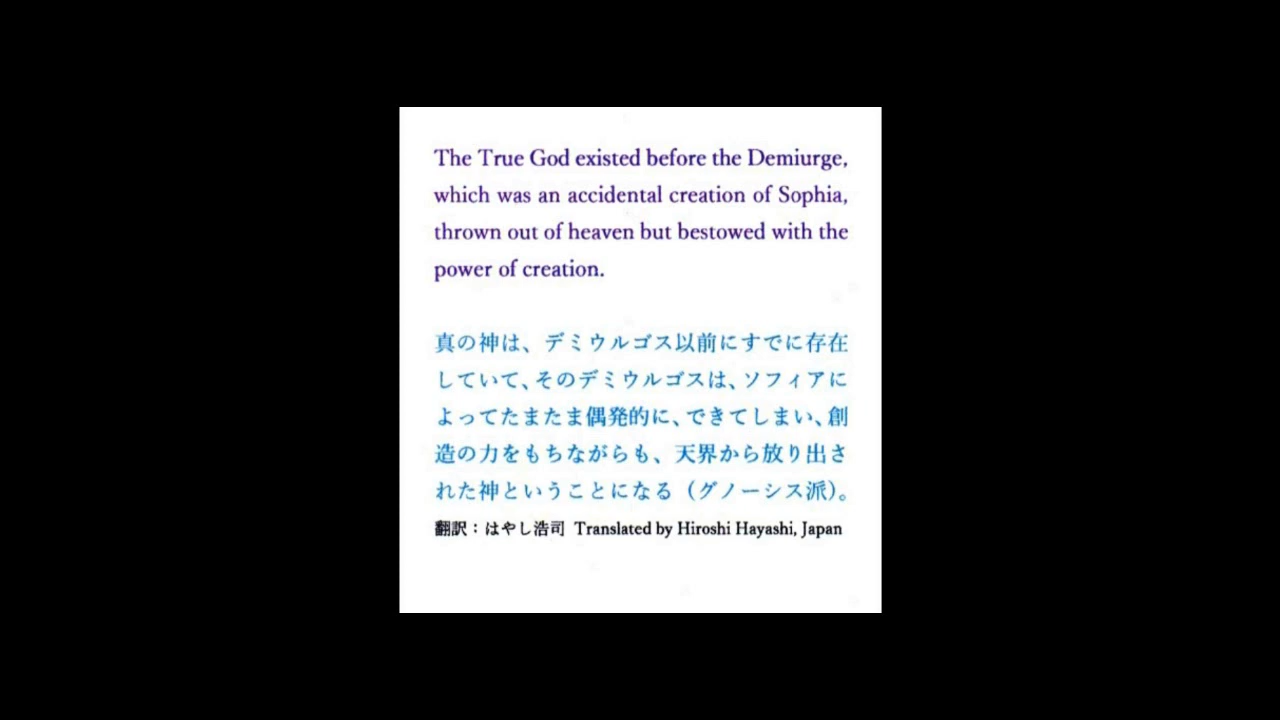 The True God existed before the Demiurge,
which was an accidental creation of Sophia,
thrown out of heaven but bestowed with the
power of creation.
真の神は、デミウルゴス以前にすでに存在
していて、そのデミウルゴスは、ソフィアに
よってたまたま偶発的に、できてしまい、創
造の力をもちながらも、天界から放り出さ
れた神ということになる（グノーシス派）。
翻訳：はやし浩司 Translated by Hiroshi Hayashi, Japan